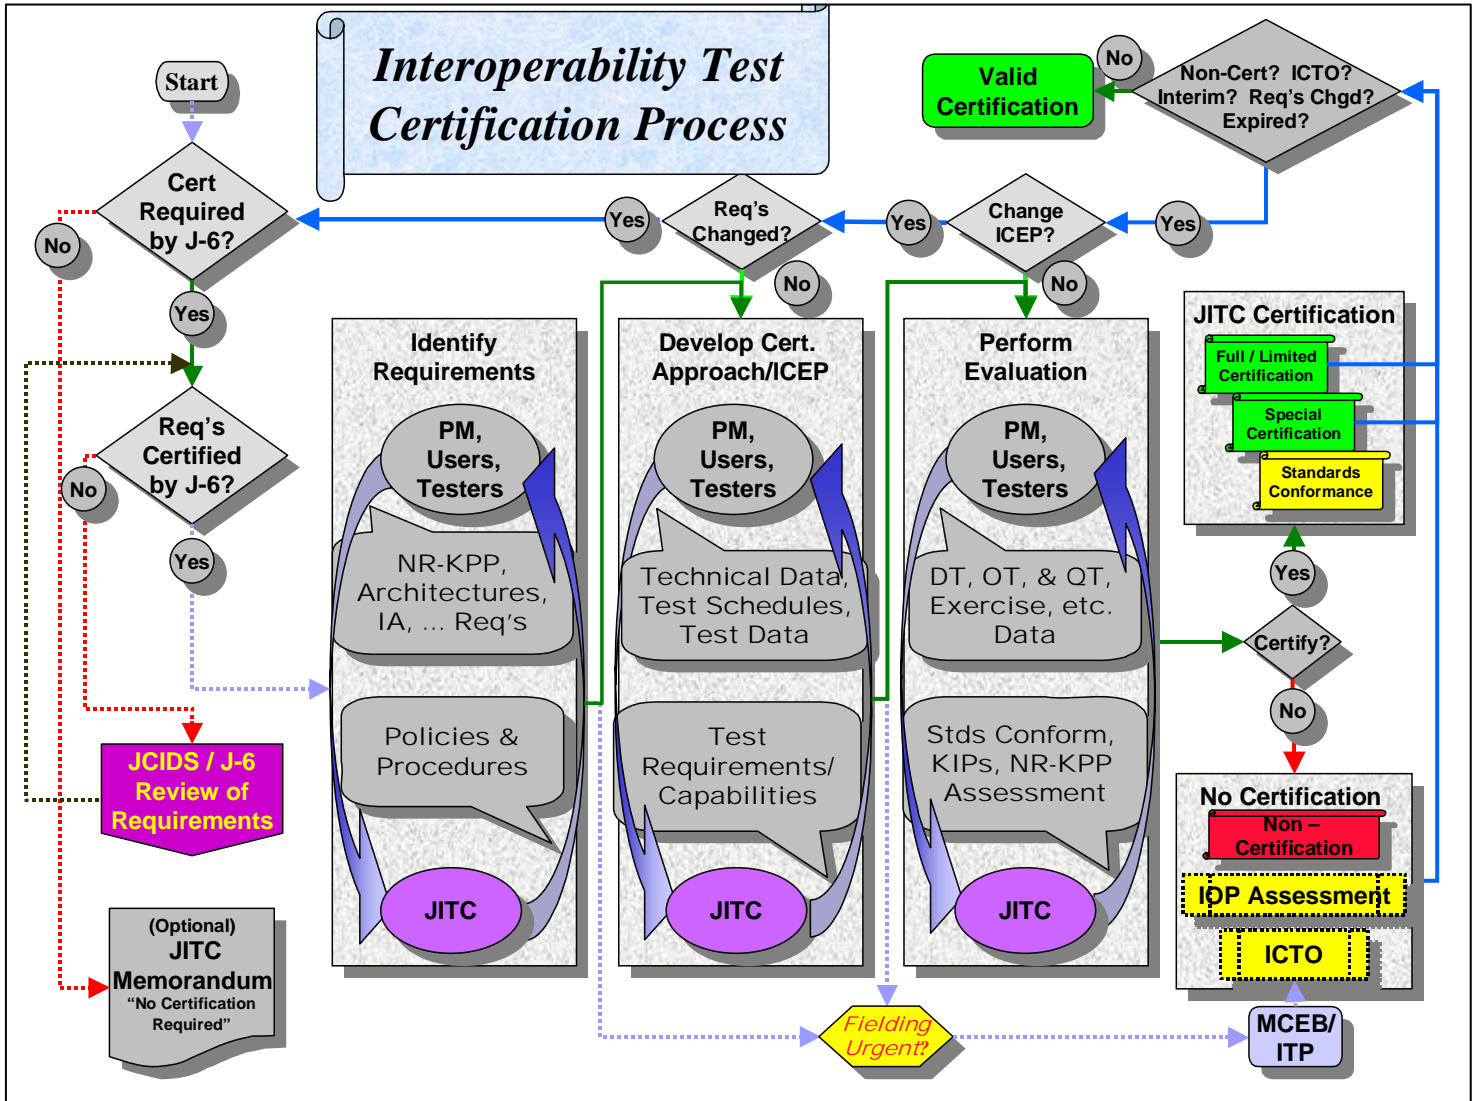 Interoperability Test
Certification Process
Start
Cert
Required
by J-6?
No
Yes
Req's
Certified
by J-6?
No
Yes
JCIDS / J-6
Review of
Requirements
(Optional)
JITC
Memorandum
“No Certification
Required”
Yes
Req's
Changed?
No
Yes
Change
ICEP?
No
Yes
Valid
Certification
No
Non-Cert? ICTO?
Interim? Req's Chgd?
Expired?
Identify
Requirements
PM,
Users,
Testers
NR-KPP,
Architectures,
IA, ... Req's
Policies &
Procedures
JITC
Develop Cert.
Approach/ICEP
PM,
Users,
Testers
Technical Data,
Test Schedules,
Test Data
Test
Requirements/
Capabilities
JITC
Perform
Evaluation
PM,
Users,
Testers
DT, OT, & QT,
Exercise, etc.
Data
Stds Conform,
KIPs, NR-KPP
Assessment
JITC
JITC Certification
Full / Limited
Certification
Special
Certification
Standards
Conformance
Yes
Certify?
No
No Certification
Non –
Certification
IOP Assessment
ICTO
MCEB/
ITP
Fielding
Urgent?